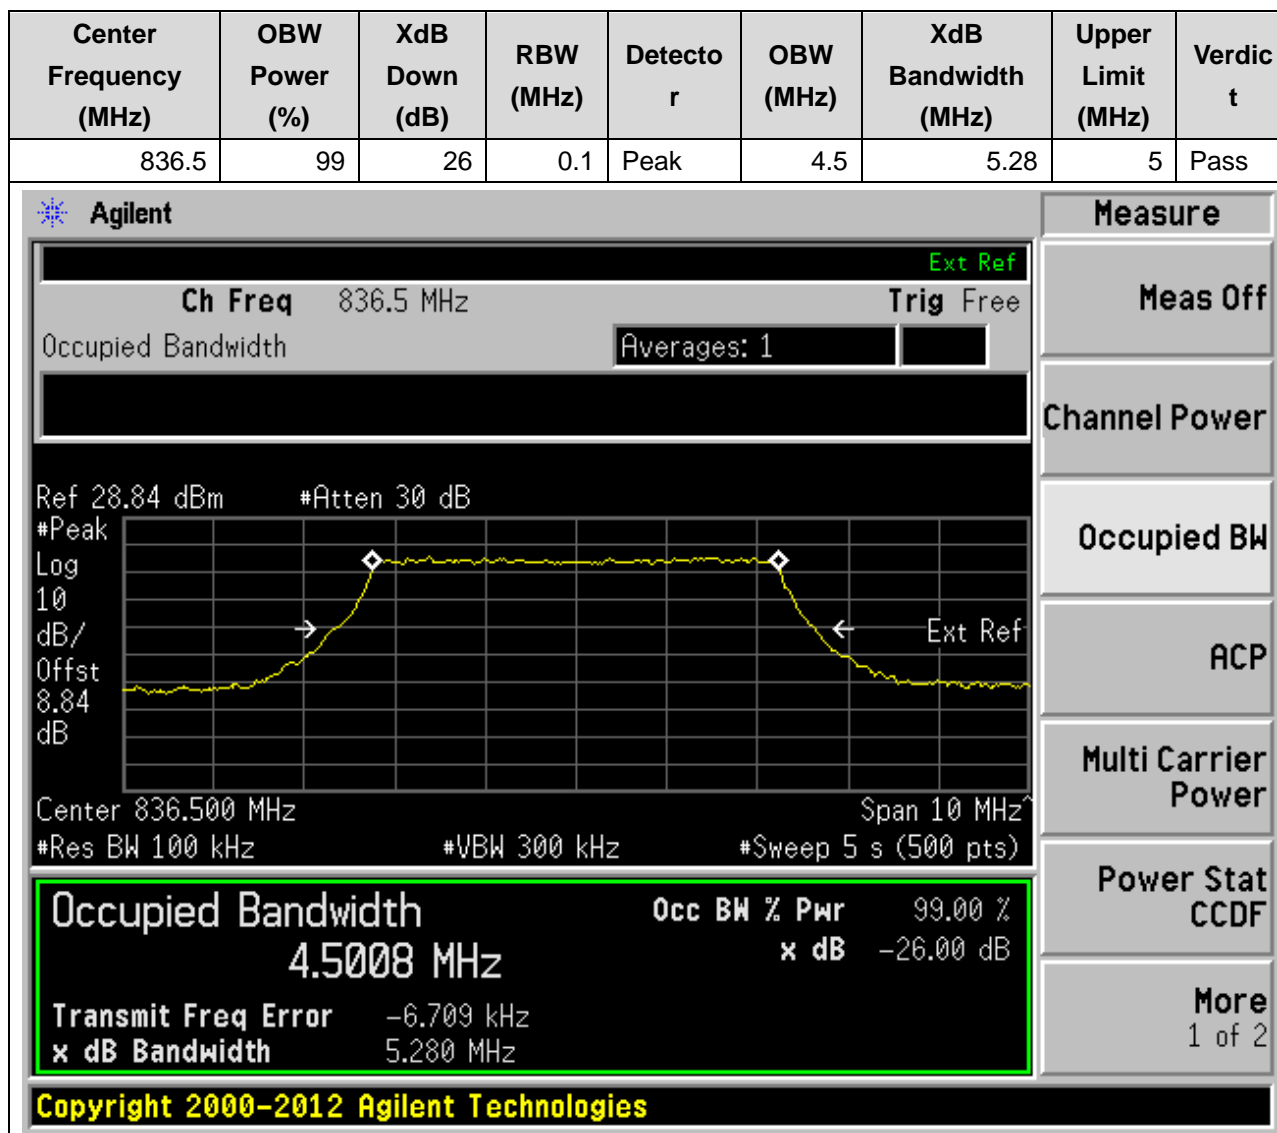 Center Frequency (MHz) OBW Power (%) XdB Down (dB) RBW (MHz) Detecto r OBW (MHz) XdB Bandwidth (MHz) Upper Limit (MHz) Verdic t
836.5 99 26 0.1 Peak 4.5 5.28 5 Pass
Agilent
Measure
Ext Ref
Ch Freq 836.5 MHz Trig Free
Meas Off
Occupied Bandwidth Averages: 1
Channel Power
Ref 28.84 dBm #Atten 30 dB
#Peak
Log
10
dB/
Offst
8.84
dB
Ext Ref
Occupied BW
ACP
Center 836.500 MHz Span 10 MHz^
#Res BW 100 kHz #VBW 300 kHz #Sweep 5 s (500 pts)
Multi Carrier
Power
Occupied Bandwidth Occ BW % Pwr 99.00 %
4.5008 MHz x dB -26.00 dB
Power Stat
CCDF
Transmit Freq Error -6.709 kHz
x dB Bandwidth 5.280 MHz
More
1 of 2
Copyright 2000-2012 Agilent Technologies